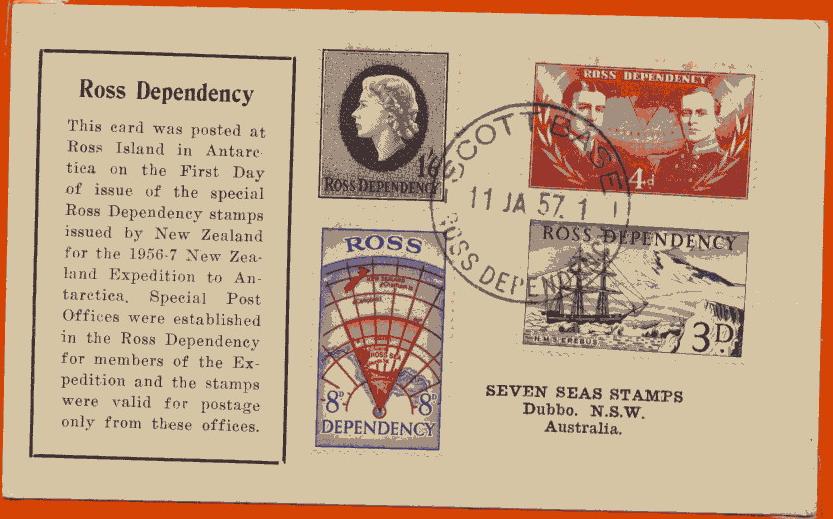 Ross Dependency
This card was posted at
Ross Island in Antarc-
tica on the First Day
of issue of the special
Ross Dependency stamps
issued by New Zealand
for the 1956-7 New Zea-
land Expedition to An-
tarctica. Special Post
Offices were established
in the Ross Dependency
for members of the Ex-
pedition and the stamps
were valid for postage
only from these offices.
1/6
ROSS DEPENDENCY
ROSS DEPENDENCY
4d
SCOTT BASE
11 JA 57. 1
ROSS DEPENDENCY
ROSS
NEW ZEALAND
ROSS SEA
8D 8D
DEPENDENCY
ROSS DEPENDENCY
H.M.S. EREBUS
3D.
SEVEN SEAS STAMPS
Dubbo. N.S.W.
Australia.